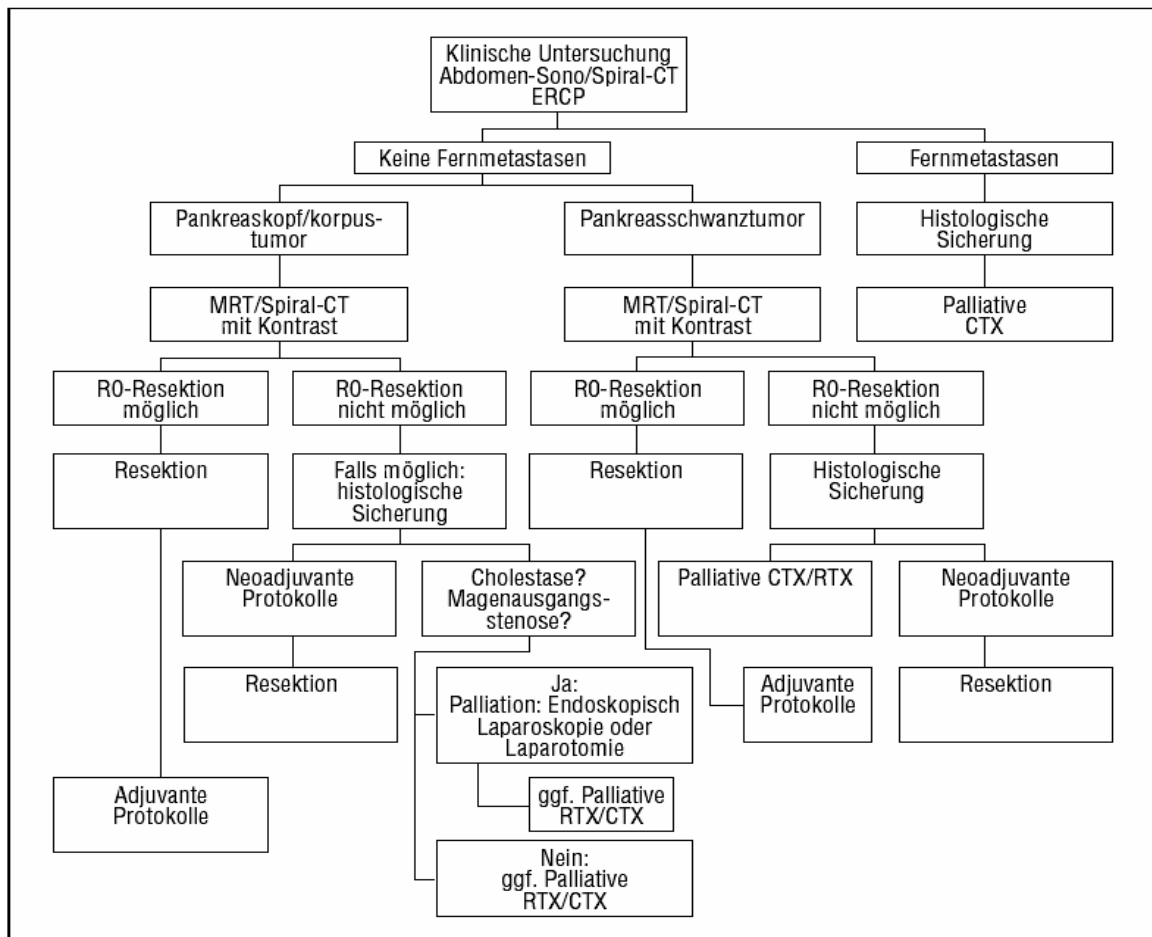 Klinische Untersuchung
Abdomen-Sono/Spiral-CT
ERCP
Keine Fernmetastasen
Fernmetastasen
Pankreaskopf/korpus-
tumor
Pankreasschwanztumor
Histologische
Sicherung
MRT/Spiral-CT
mit Kontrast
MRT/Spiral-CT
mit Kontrast
Palliative
CTX
R0-Resektion
möglich
R0-Resektion
nicht möglich
R0-Resektion
möglich
R0-Resektion
nicht möglich
Resektion
Falls möglich:
histologische
Sicherung
Resektion
Histologische
Sicherung
Neoadjuvante
Protokolle
Cholestase?
Magenausgangs-
stenose?
Palliative CTX/RTX
Neoadjuvante
Protokolle
Resektion
Ja:
Palliation: Endoskopisch
Laparoskopie oder
Laparotomie
Adjuvante
Protokolle
Resektion
Adjuvante
Protokolle
ggf. Palliative
RTX/CTX
Nein:
ggf. Palliative
RTX/CTX